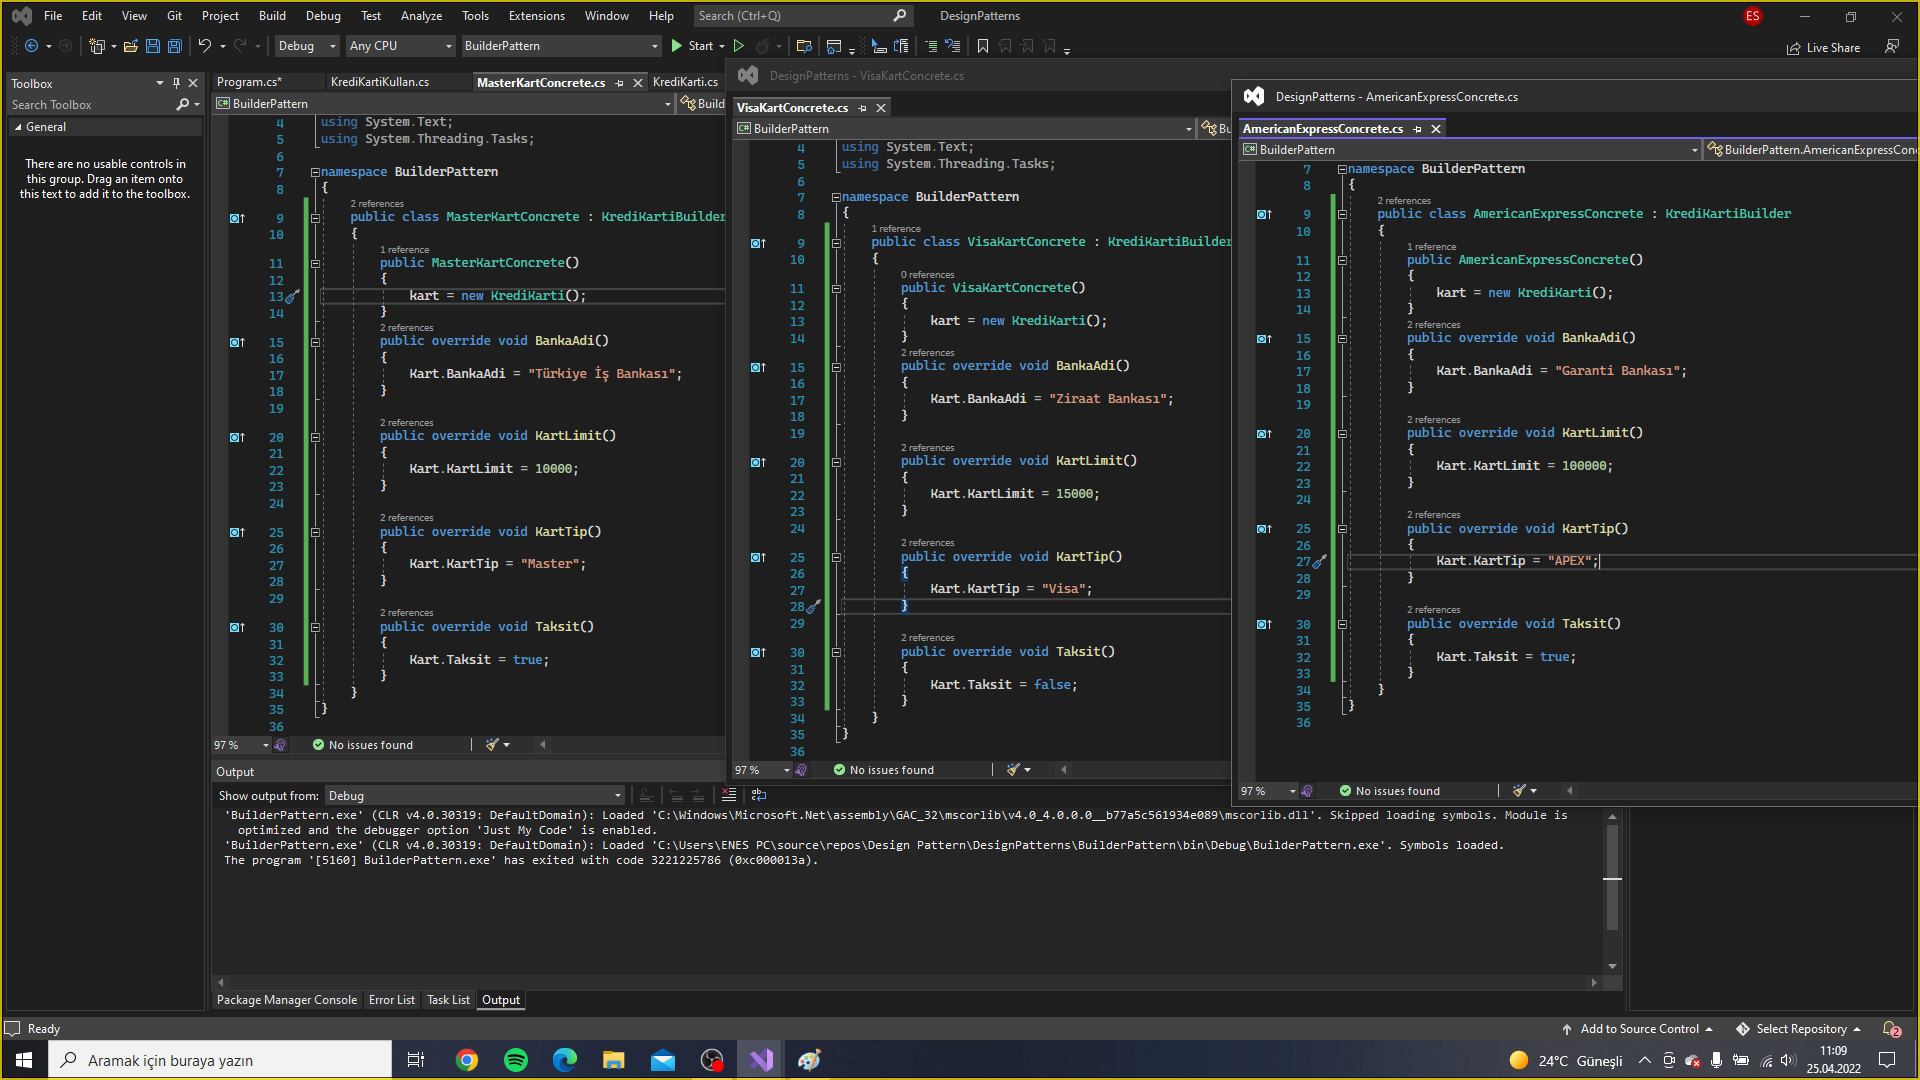 File Edit View Git Project Build Debug Test Analyze Tools Extensions Window Help Search (Ctrl+Q) DesignPatterns ES
Debug Any CPU BuilderPattern Start Live Share
Toolbox
Search Toolbox
General
There are no usable controls in
this group. Drag an item onto
this text to add it to the toolbox.
Program.cs* KrediKartiKullan.cs MasterKartConcrete.cs KrediKarti.cs
BuilderPattern Build
4 using System.Text;
5 using System.Threading.Tasks;
6
7 namespace BuilderPattern
8 {
2 references
9 public class MasterKartConcrete : KrediKartiBuilder
10 {
1 reference
11 public MasterKartConcrete()
12 {
13 kart = new KrediKarti();
14 }
2 references
15 public override void BankaAdi()
16 {
17 Kart.BankaAdi = "Türkiye İş Bankası";
18 }
19
2 references
20 public override void KartLimit()
21 {
22 Kart.KartLimit = 10000;
23 }
24
2 references
25 public override void KartTip()
26 {
27 Kart.KartTip = "Master";
28 }
29
2 references
30 public override void Taksit()
31 {
32 Kart.Taksit = true;
33 }
34 }
35 }
36
97 % No issues found
DesignPatterns - VisaKartConcrete.cs
VisaKartConcrete.cs
BuilderPattern Bu
4 using System.Text;
5 using System.Threading.Tasks;
6
7 namespace BuilderPattern
8 {
1 reference
9 public class VisaKartConcrete : KrediKartiBuilder
10 {
0 references
11 public VisaKartConcrete()
12 {
13 kart = new KrediKarti();
14 }
2 references
15 public override void BankaAdi()
16 {
17 Kart.BankaAdi = "Ziraat Bankası";
18 }
19
2 references
20 public override void KartLimit()
21 {
22 Kart.KartLimit = 15000;
23 }
24
2 references
25 public override void KartTip()
26 {
27 Kart.KartTip = "Visa";
28 }
29
2 references
30 public override void Taksit()
31 {
32 Kart.Taksit = false;
33 }
34 }
35 }
36
97 % No issues found
DesignPatterns - AmericanExpressConcrete.cs
AmericanExpressConcrete.cs
BuilderPattern BuilderPattern.AmericanExpressConc
7 namespace BuilderPattern
8 {
2 references
9 public class AmericanExpressConcrete : KrediKartiBuilder
10 {
1 reference
11 public AmericanExpressConcrete()
12 {
13 kart = new KrediKarti();
14 }
2 references
15 public override void BankaAdi()
16 {
17 Kart.BankaAdi = "Garanti Bankası";
18 }
19
2 references
20 public override void KartLimit()
21 {
22 Kart.KartLimit = 100000;
23 }
24
2 references
25 public override void KartTip()
26 {
27 Kart.KartTip = "APEX";
28 }
29
2 references
30 public override void Taksit()
31 {
32 Kart.Taksit = true;
33 }
34 }
35 }
36
97 % No issues found
Output
Show output from: Debug
'BuilderPattern.exe' (CLR v4.0.30319: DefaultDomain): Loaded 'C:\Windows\Microsoft.Net\assembly\GAC_32\mscorlib\v4.0_4.0.0.0__b77a5c561934e089\mscorlib.dll'. Skipped loading symbols. Module is
optimized and the debugger option 'Just My Code' is enabled.
'BuilderPattern.exe' (CLR v4.0.30319: DefaultDomain): Loaded 'C:\Users\ENES PC\source\repos\Design Pattern\DesignPatterns\BuilderPattern\bin\Debug\BuilderPattern.exe'. Symbols loaded.
The program '[5160] BuilderPattern.exe' has exited with code 3221225786 (0xc000013a).
Package Manager Console Error List Task List Output
Ready Add to Source Control Select Repository 2
Aramak için buraya yazın 24°C Güneşli 11:09
25.04.2022